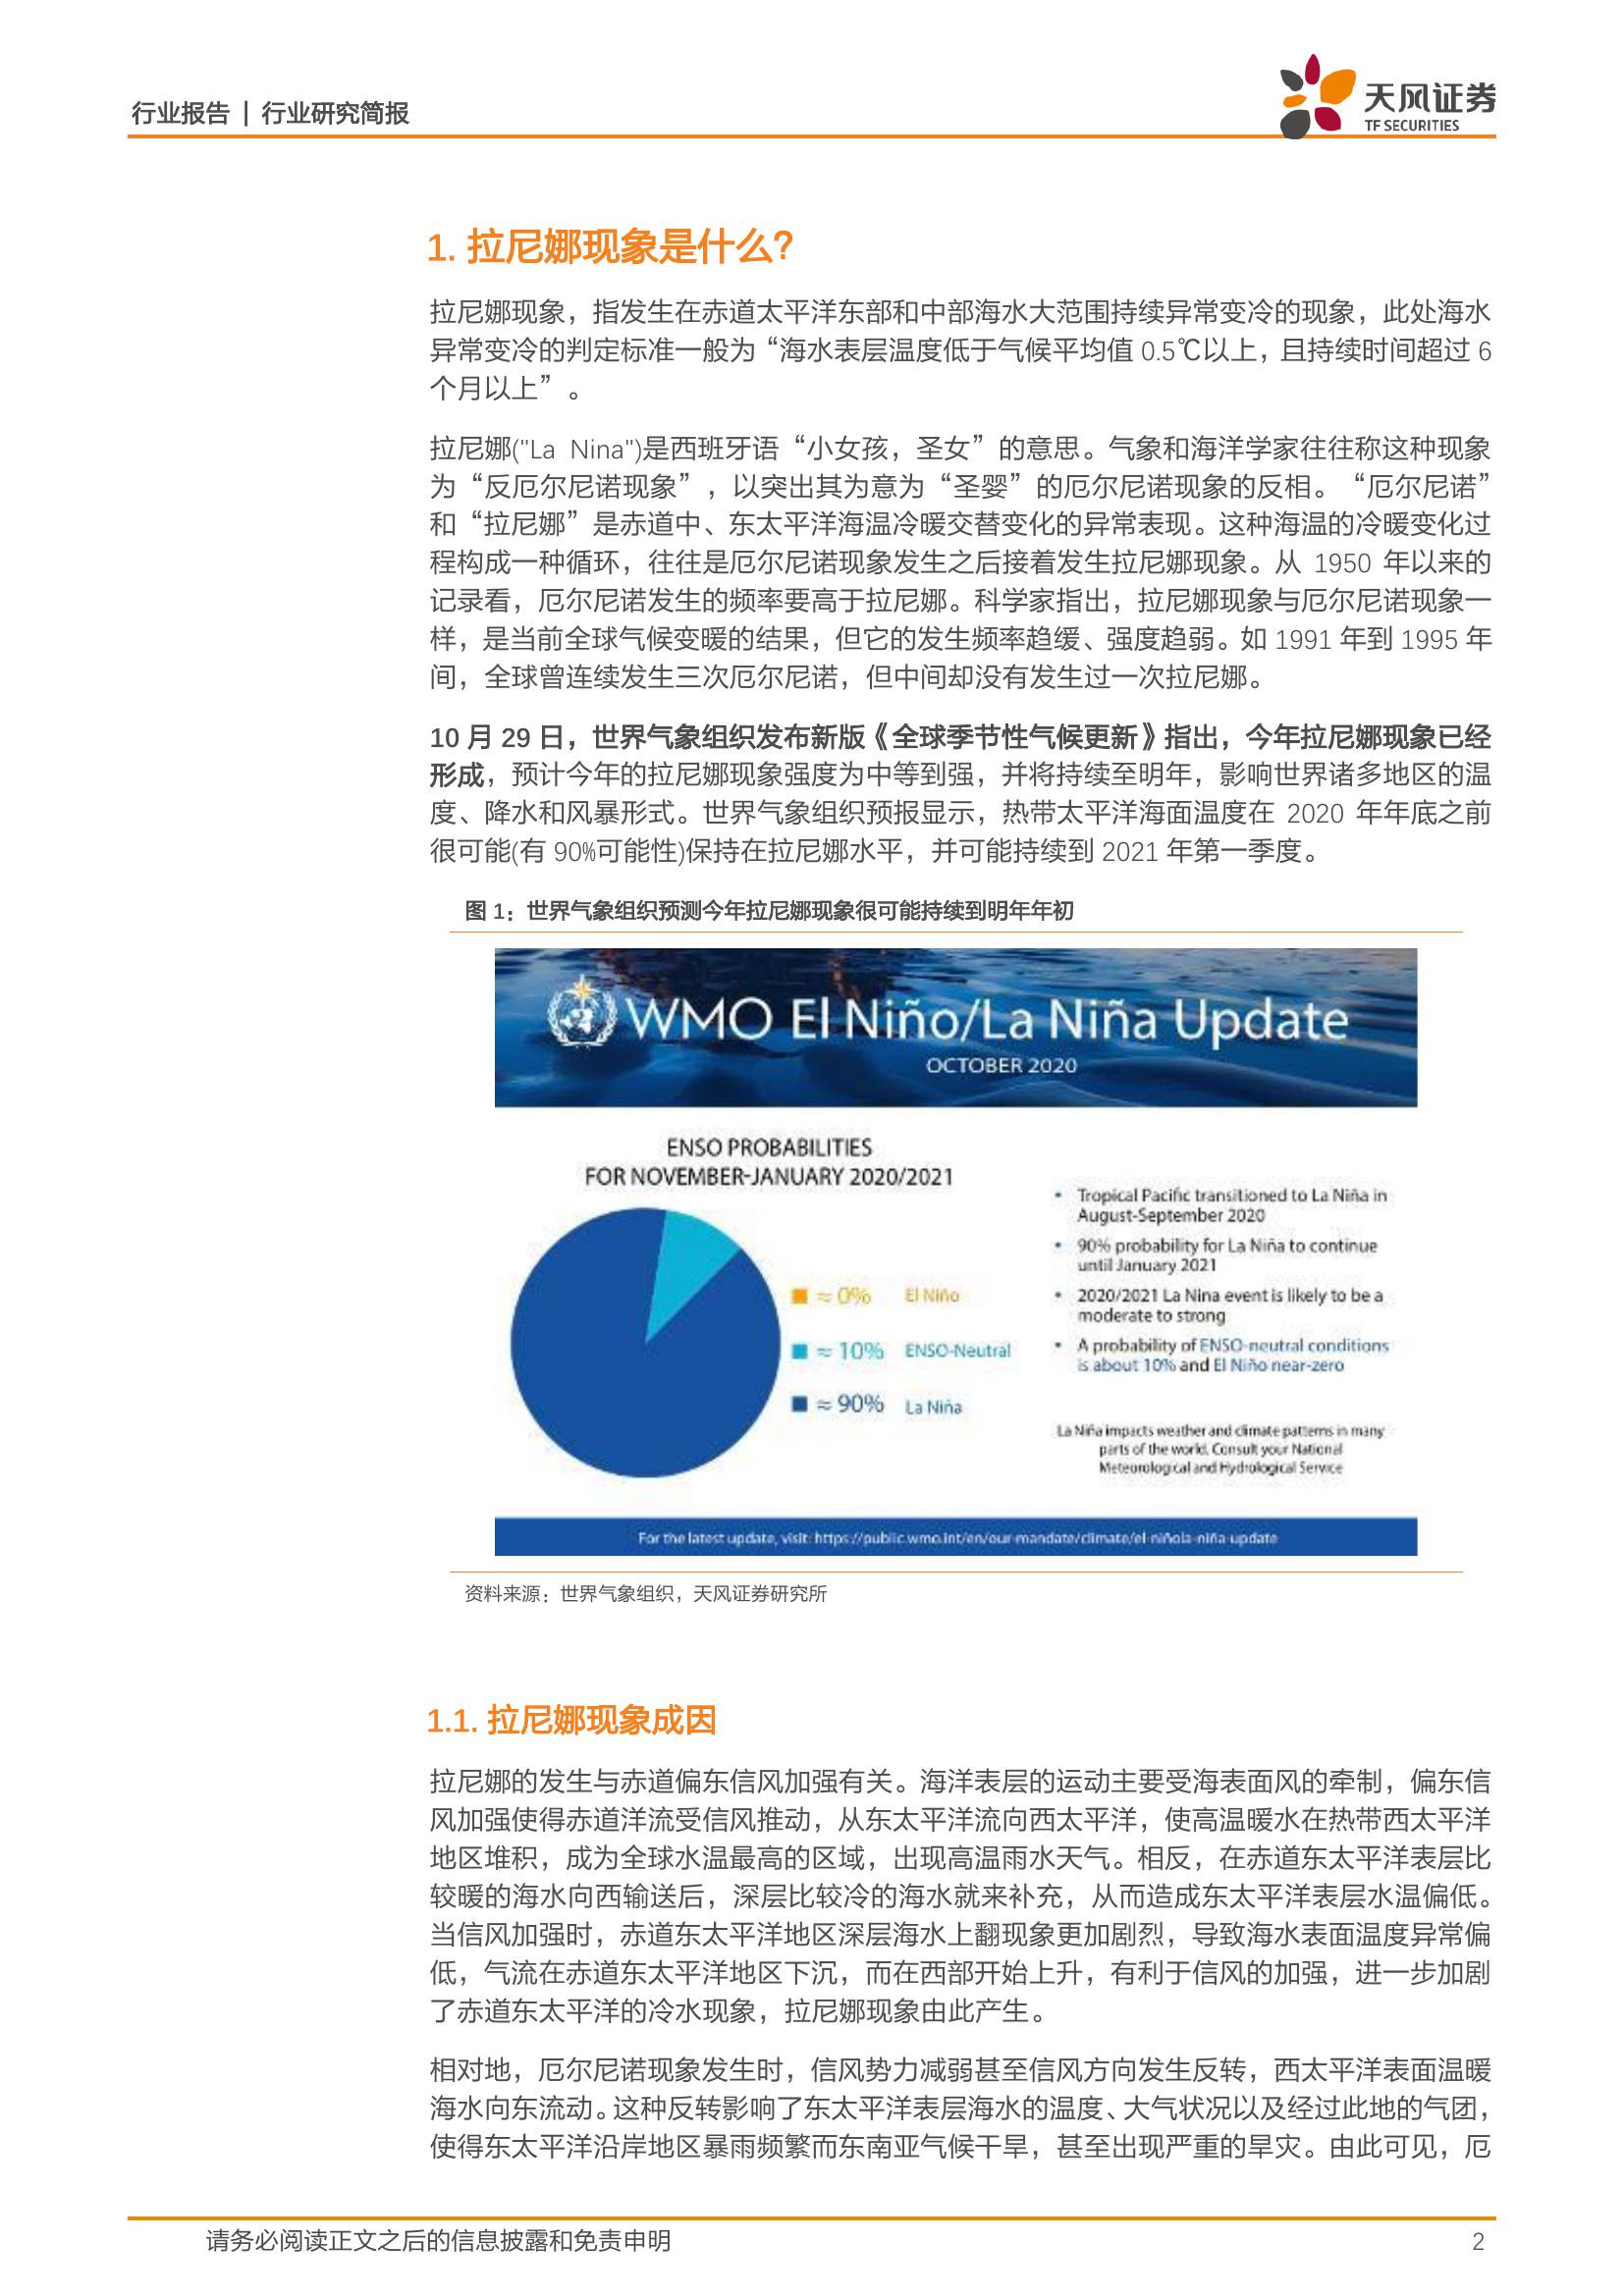 行业报告 | 行业研究简报
天风证券
TF SECURITIES
1. 拉尼娜现象是什么？
拉尼娜现象，指发生在赤道太平洋东部和中部海水大范围持续异常变冷的现象，此处海水
异常变冷的判定标准一般为“海水表层温度低于气候平均值 0.5℃以上，且持续时间超过 6
个月以上”。
拉尼娜("La Nina")是西班牙语“小女孩，圣女”的意思。气象和海洋学家往往称这种现象
为“反厄尔尼诺现象”，以突出其为意为“圣婴”的厄尔尼诺现象的反相。“厄尔尼诺”
和“拉尼娜”是赤道中、东太平洋海温冷暖交替变化的异常表现。这种海温的冷暖变化过
程构成一种循环，往往是厄尔尼诺现象发生之后接着发生拉尼娜现象。从 1950 年以来的
记录看，厄尔尼诺发生的频率要高于拉尼娜。科学家指出，拉尼娜现象与厄尔尼诺现象一
样，是当前全球气候变暖的结果，但它的发生频率趋缓、强度趋弱。如 1991 年到 1995 年
间，全球曾连续发生三次厄尔尼诺，但中间却没有发生过一次拉尼娜。
10 月 29 日，世界气象组织发布新版《全球季节性气候更新》指出，今年拉尼娜现象已经
形成，预计今年的拉尼娜现象强度为中等到强，并将持续至明年，影响世界诸多地区的温
度、降水和风暴形式。世界气象组织预报显示，热带太平洋海面温度在 2020 年年底之前
很可能(有 90%可能性)保持在拉尼娜水平，并可能持续到 2021 年第一季度。
图 1：世界气象组织预测今年拉尼娜现象很可能持续到明年年初
WMO El Niño/La Niña Update
OCTOBER 2020
ENSO PROBABILITIES
FOR NOVEMBER-JANUARY 2020/2021
≈ 0% El Niño
≈ 10% ENSO-Neutral
≈ 90% La Niña
• Tropical Pacific transitioned to La Niña in
August-September 2020
• 90% probability for La Niña to continue
until January 2021
• 2020/2021 La Nina event is likely to be a
moderate to strong
• A probability of ENSO-neutral conditions
is about 10% and El Niño near-zero
La Niña impacts weather and climate patterns in many
parts of the world. Consult your National
Meteorological and Hydrological Service
For the latest update, visit: https://public.wmo.int/en/our-mandate/climate/el-niñola-niña-update
资料来源：世界气象组织，天风证券研究所
1.1. 拉尼娜现象成因
拉尼娜的发生与赤道偏东信风加强有关。海洋表层的运动主要受海表面风的牵制，偏东信
风加强使得赤道洋流受信风推动，从东太平洋流向西太平洋，使高温暖水在热带西太平洋
地区堆积，成为全球水温最高的区域，出现高温雨水天气。相反，在赤道东太平洋表层比
较暖的海水向西输送后，深层比较冷的海水就来补充，从而造成东太平洋表层水温偏低。
当信风加强时，赤道东太平洋地区深层海水上翻现象更加剧烈，导致海水表面温度异常偏
低，气流在赤道东太平洋地区下沉，而在西部开始上升，有利于信风的加强，进一步加剧
了赤道东太平洋的冷水现象，拉尼娜现象由此产生。
相对地，厄尔尼诺现象发生时，信风势力减弱甚至信风方向发生反转，西太平洋表面温暖
海水向东流动。这种反转影响了东太平洋表层海水的温度、大气状况以及经过此地的气团，
使得东太平洋沿岸地区暴雨频繁而东南亚气候干旱，甚至出现严重的旱灾。由此可见，厄
请务必阅读正文之后的信息披露和免责申明
2